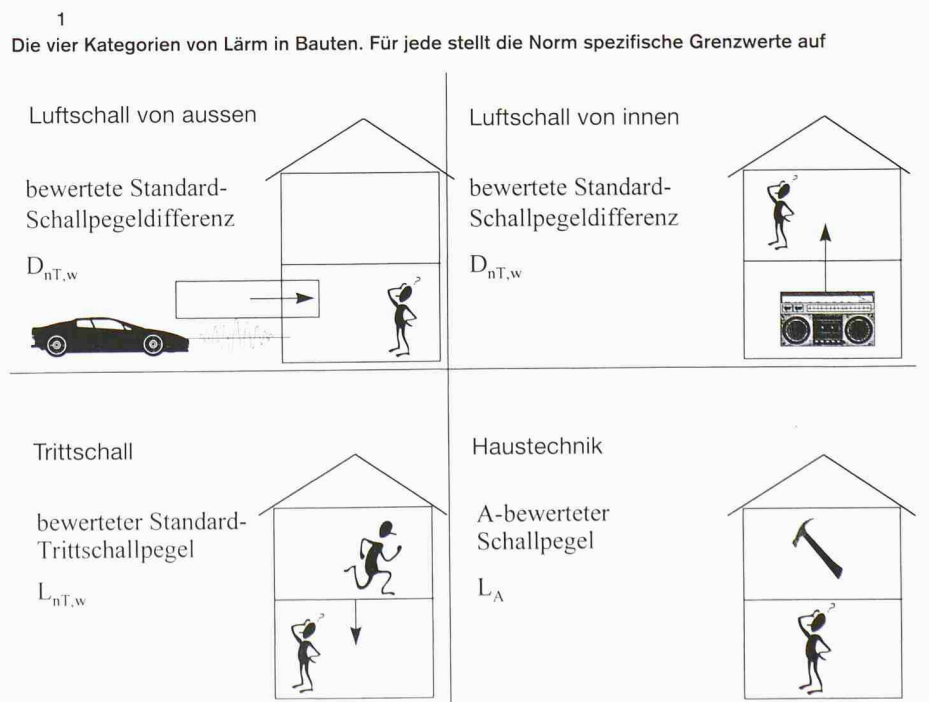 1
Die vier Kategorien von Lärm in Bauten. Für jede stellt die Norm spezifische Grenzwerte auf
Luftschall von aussen
bewertete Standard-
Schallpegeldifferenz
DnT,w
Luftschall von innen
bewertete Standard-
Schallpegeldifferenz
DnT,w
?
?
Trittschall
bewerteter Standard-
Trittschallpegel
LnT,w
?
Haustechnik
A-bewerteter
Schallpegel
LA
?